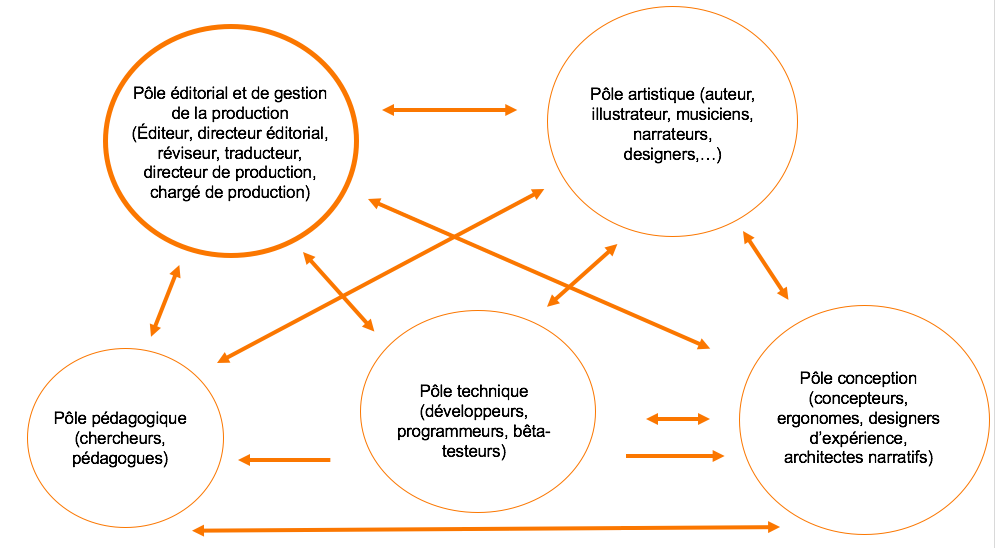 Pôle éditorial et de gestion
de la production
(Éditeur, directeur éditorial,
réviseur, traducteur,
directeur de production,
chargé de production)
Pôle artistique (auteur,
illustrateur, musiciens,
narrateurs,
designers,…)
Pôle pédagogique
(chercheurs,
pédagogues)
Pôle technique
(développeurs,
programmeurs, bêta-
testeurs)
Pôle conception
(concepteurs,
ergonomes, designers
d’expérience,
architectes narratifs)